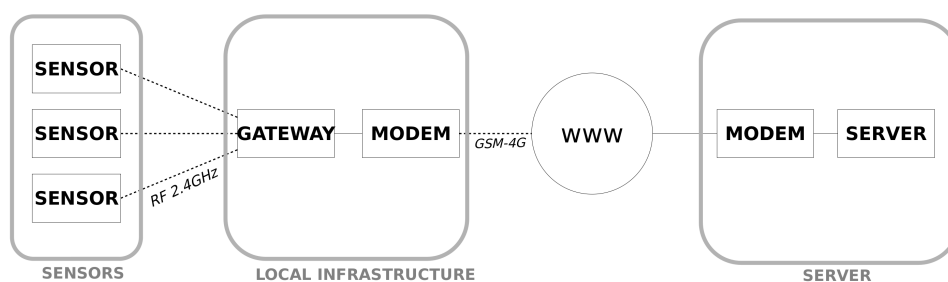 SENSOR
SENSOR
SENSOR
RF 2.4GHz
GATEWAY
MODEM
GSM-4G
www
MODEM
SERVER
SENSORS
LOCAL INFRASTRUCTURE
SERVER